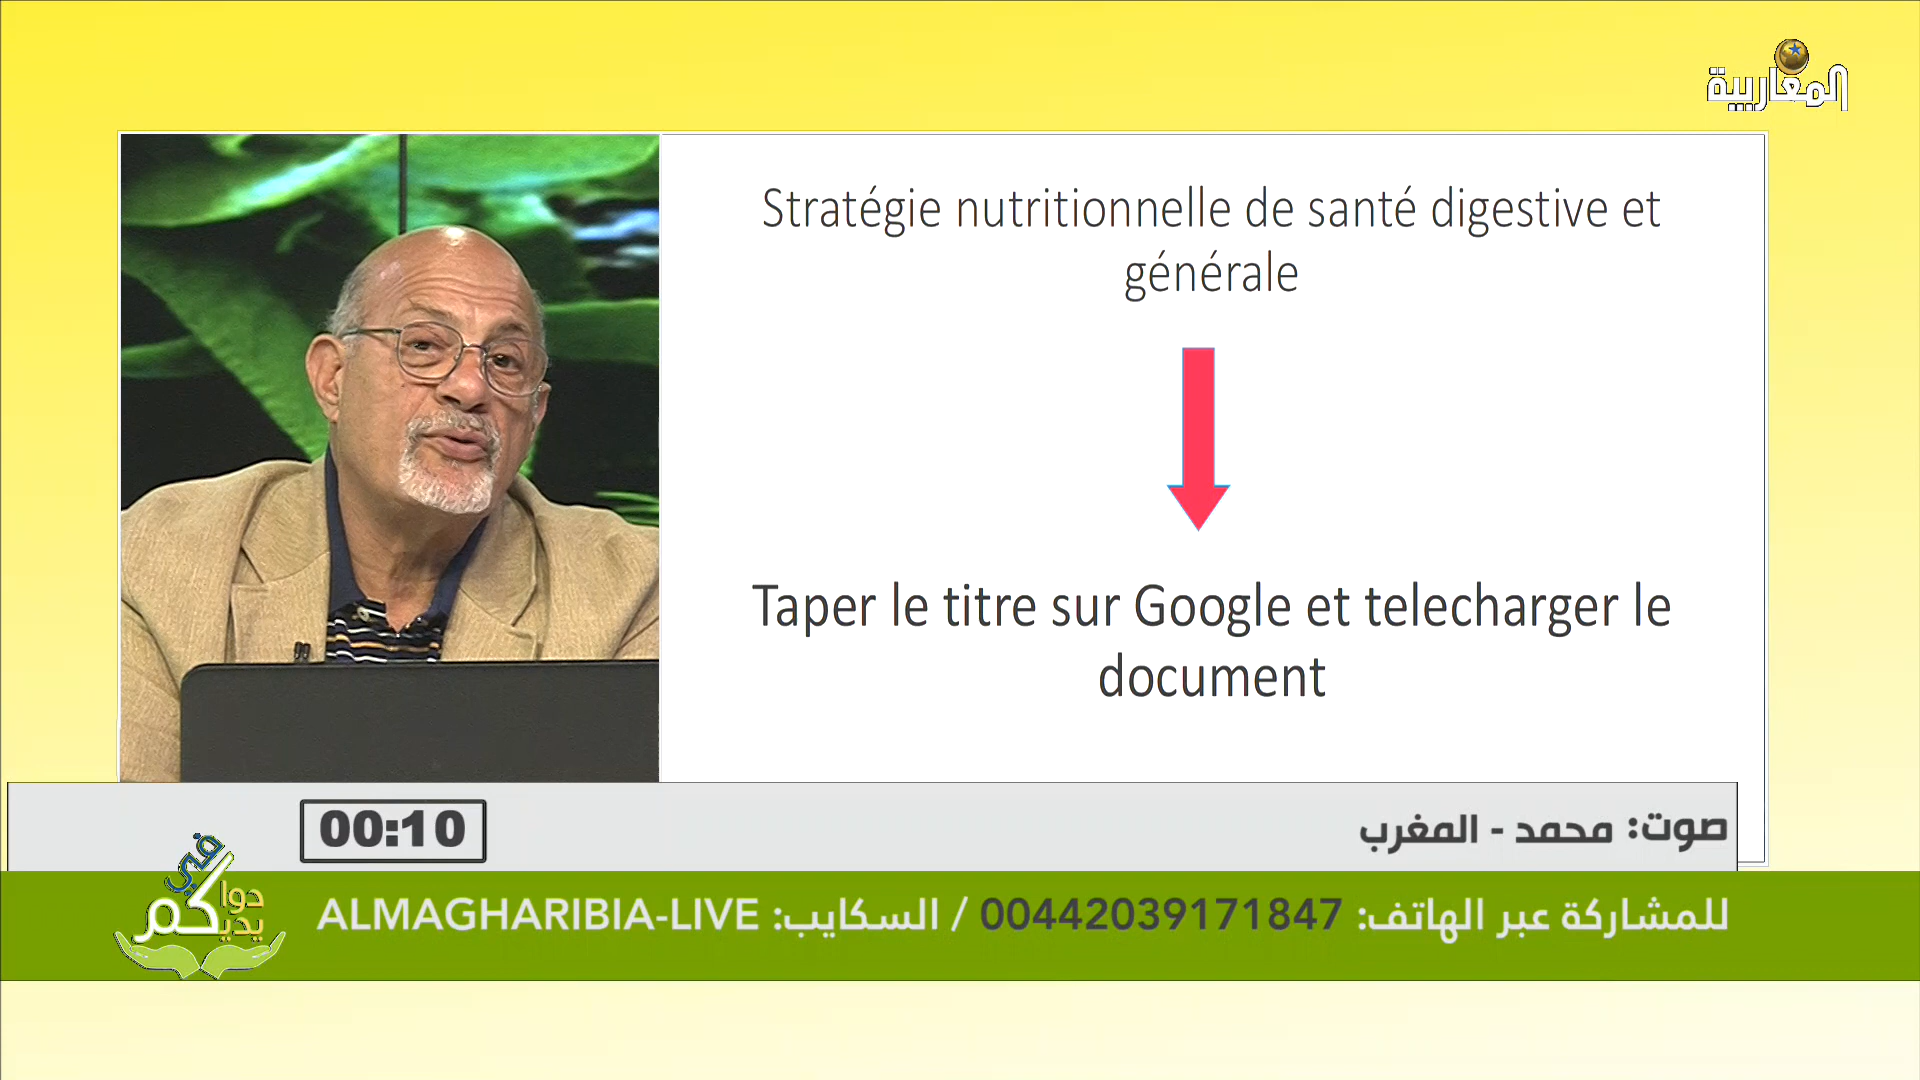 المغاربية
Stratégie nutritionnelle de santé digestive et
générale
Taper le titre sur Google et telecharger le
document
صوت: محمد - المغرب
00:10
للمشاركة عبر الهاتف: 00442039171847 / السكايب: ALMAGHARIBIA-LIVE
في
دوا
يديكم